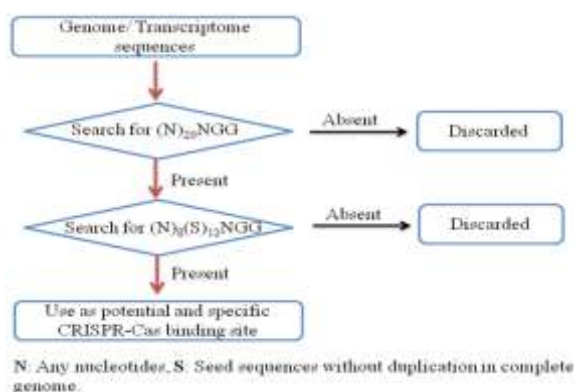 Genome/ Transcriptome
sequences
Search for (N)₂₀NGG
Absent
Discarded
Present
Search for (N)₈(S)₁₂NGG
Absent
Discarded
Present
Use as potential and specific
CRISPR-Cas binding site
N: Any nucleotides, S: Seed sequences without duplication in complete
genome.